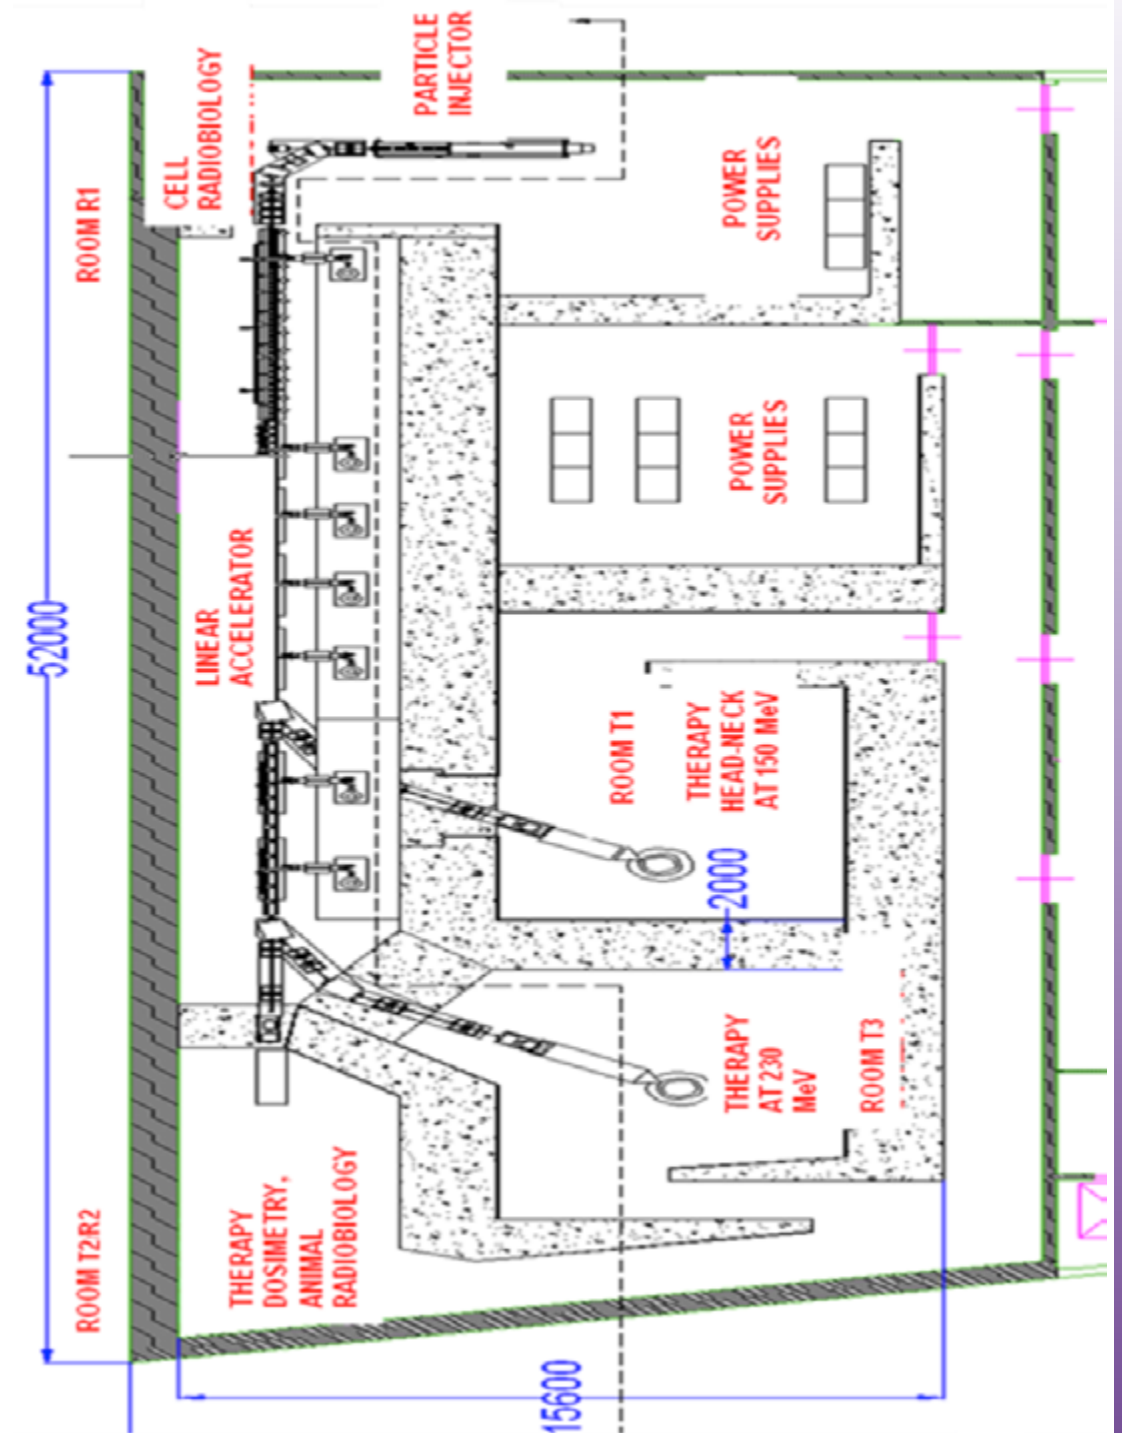 52000
ROOM R1
CELL
RADIOBIOLOGY
PARTICLE
INJECTOR
POWER
SUPPLIES
POWER
SUPPLIES
LINEAR
ACCELERATOR
ROOM T1
THERAPY
HEAD-NECK
AT 150 MeV
2000
THERAPY
AT 230
MeV
ROOM T3
ROOM T2:R2
THERAPY
DOSIMETRY,
ANIMAL
RADIOBIOLOGY
15600